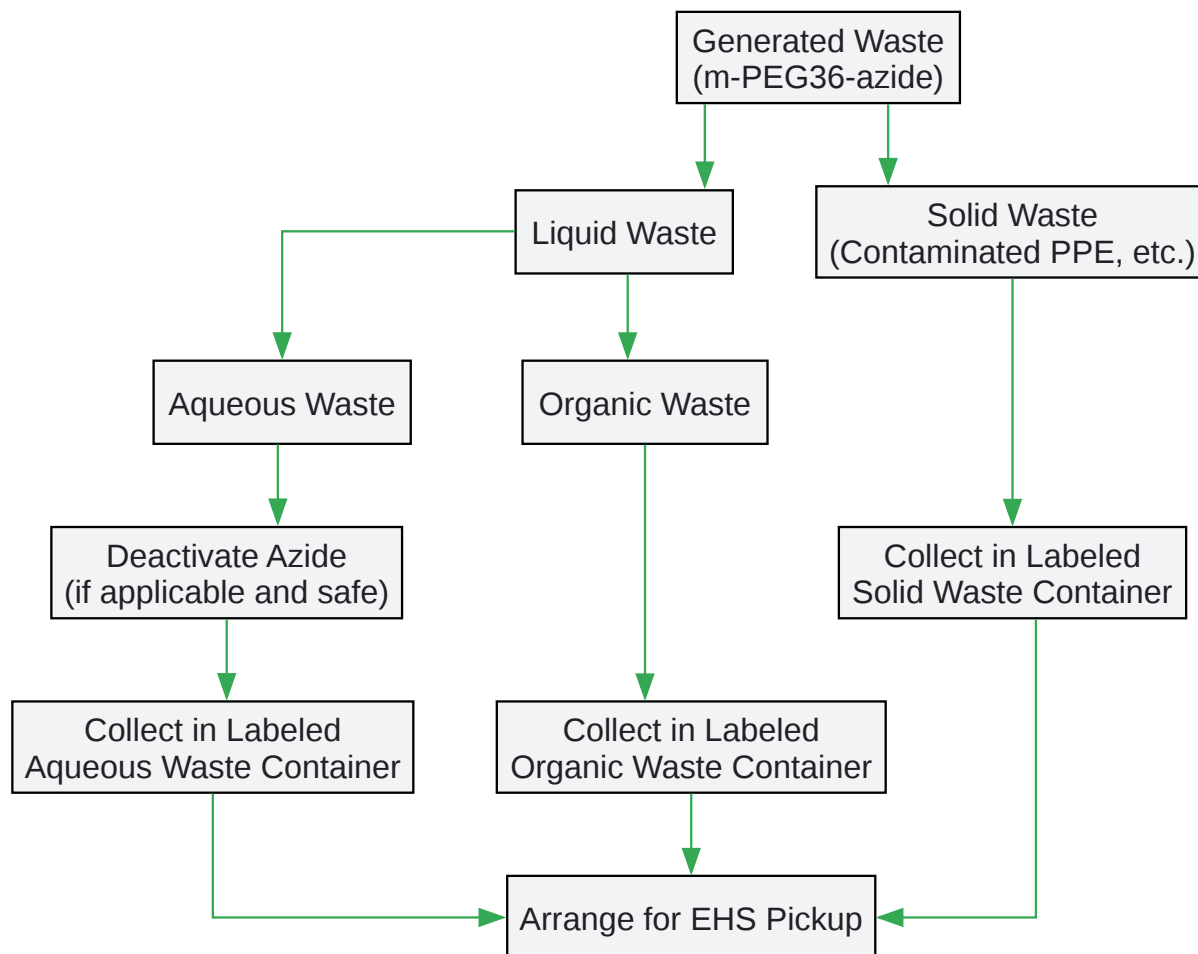 Generated Waste
(m-PEG36-azide)
Liquid Waste
Solid Waste
(Contaminated PPE, etc.)
Aqueous Waste
Organic Waste
Deactivate Azide
(if applicable and safe)
Collect in Labeled
Solid Waste Container
Collect in Labeled
Aqueous Waste Container
Collect in Labeled
Organic Waste Container
Arrange for EHS Pickup